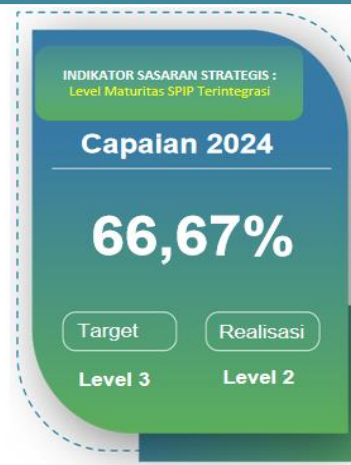 INDIKATOR SASARAN STRATEGIS :
Level Maturitas SPIP Terintegrasi
Capaian 2024
66,67%
Target Realisasi
Level 3 Level 2